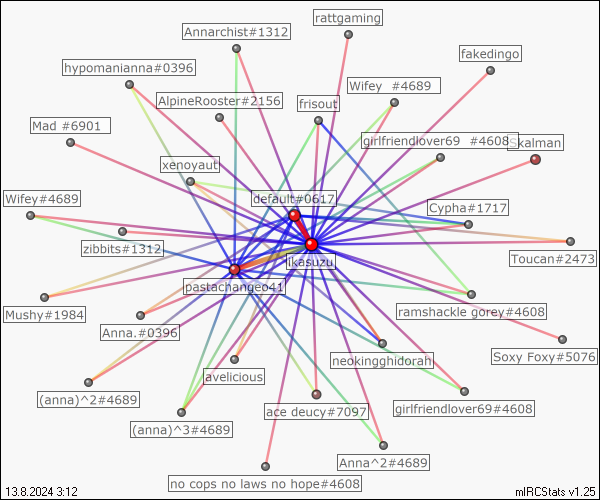 rattgaming
Annarchist#1312
fakedingo
hypomanianna#0396
Wifey #4689
AlpineRooster#2156
frisout
Mad #6901
girlfriendlover69 #4608
Skalman
xenoyaut
default#0617
Wifey#4689
Cypha#1717
zibbits#1312
Toucan#2473
ikasuzu
pastachangeo41
Mushy#1984
ramshackle gorey#4608
Anna.#0396
neokingghidorah
Soxy Foxy#5076
avelicious
(anna)^2#4689
ace deucy#7097
girlfriendlover69#4608
(anna)^3#4689
Anna^2#4689
no cops no laws no hope#4608
13.8.2024 3:12
mIRCStats v1.25